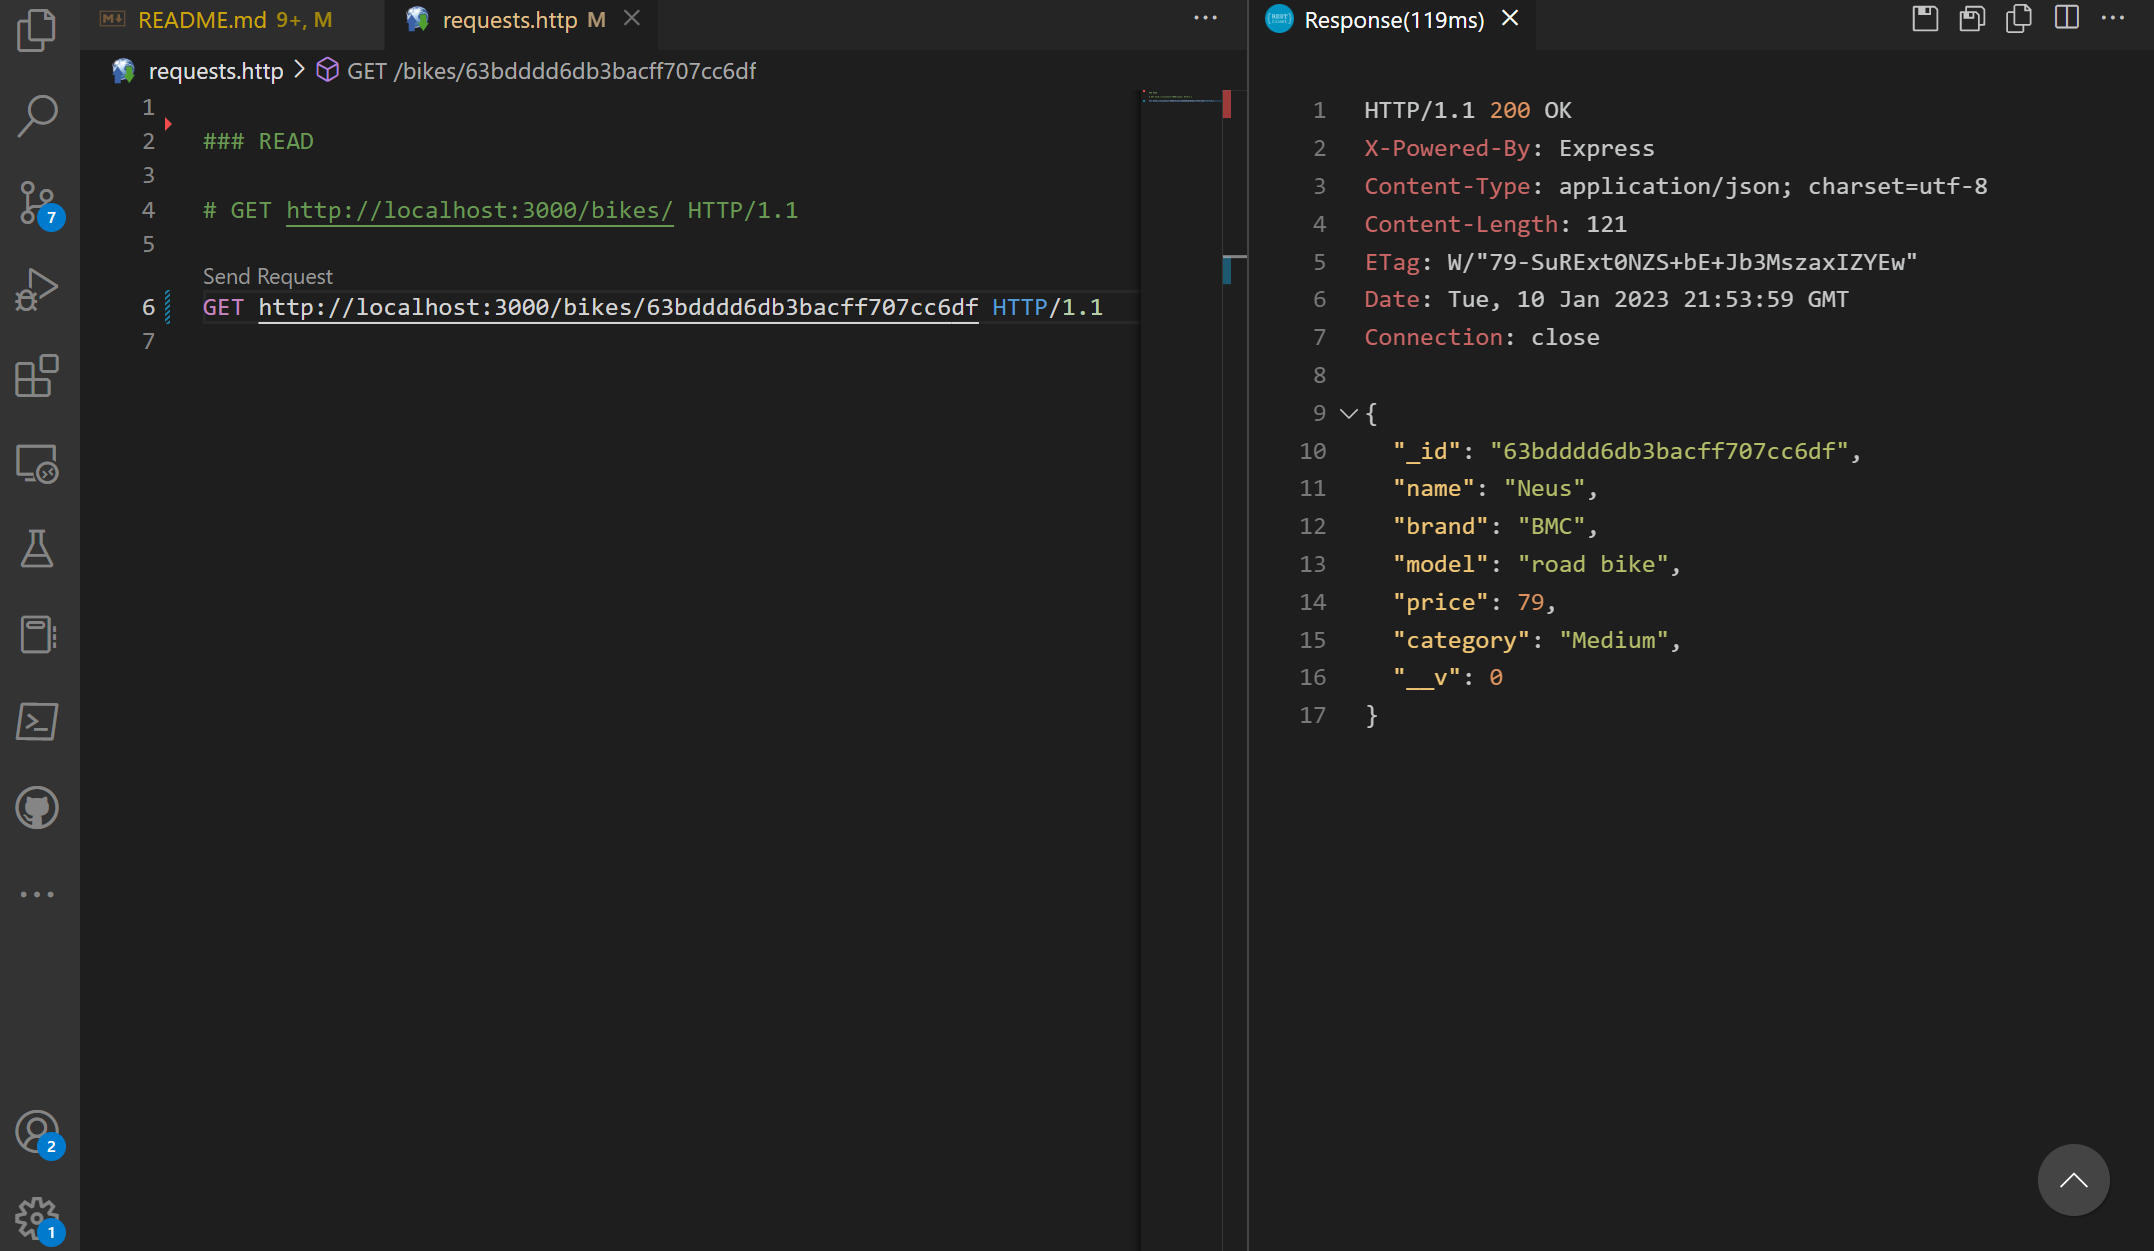 README.md 9+, M
requests.http M
requests.http > GET /bikes/63bdddd6db3bacff707cc6df
1
2 ### READ
3
4 # GET http://localhost:3000/bikes/ HTTP/1.1
5
Send Request
6 GET http://localhost:3000/bikes/63bdddd6db3bacff707cc6df HTTP/1.1
7
7
2
1
Response(119ms)
1 HTTP/1.1 200 OK
2 X-Powered-By: Express
3 Content-Type: application/json; charset=utf-8
4 Content-Length: 121
5 ETag: W/"79-SuRExt0NZS+bE+Jb3MszaxIZYEw"
6 Date: Tue, 10 Jan 2023 21:53:59 GMT
7 Connection: close
8
9 {
10 "_id": "63bdddd6db3bacff707cc6df",
11 "name": "Neus",
12 "brand": "BMC",
13 "model": "road bike",
14 "price": 79,
15 "category": "Medium",
16 "__v": 0
17 }